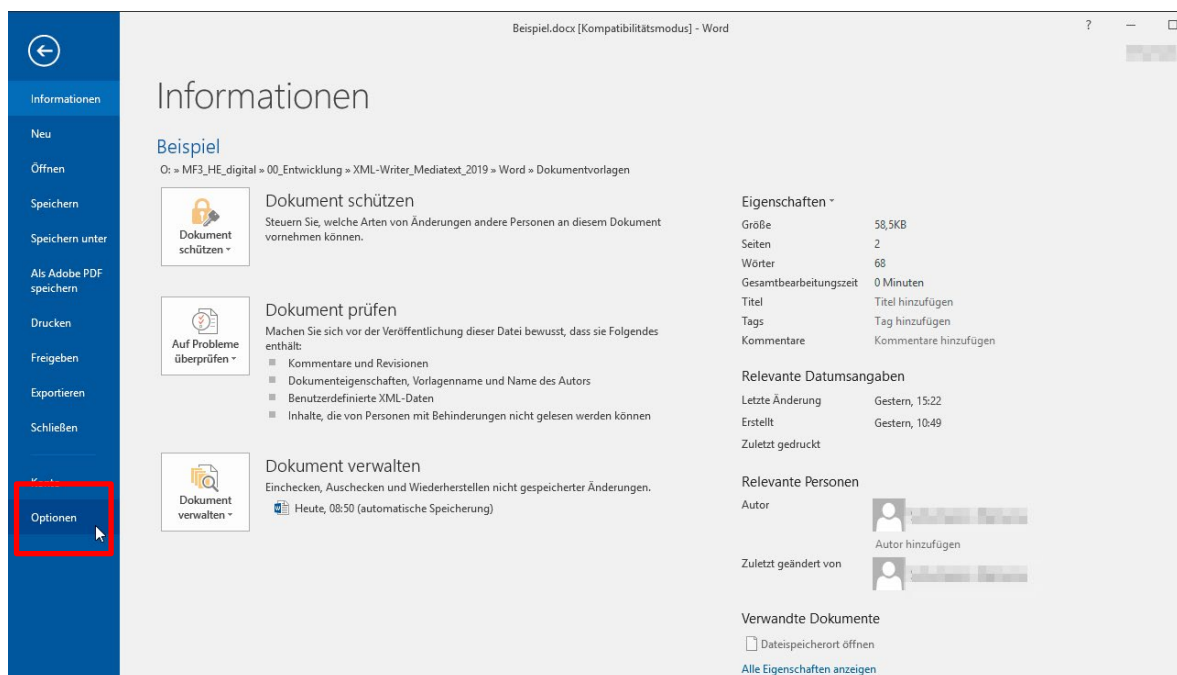 Beispiel.docx [Kompatibilitätsmodus] - Word
?
Informationen
Neu
Öffnen
Speichern
Speichern unter
Als Adobe PDF
speichern
Drucken
Freigeben
Exportieren
Schließen
Konto
Optionen
Informationen
Beispiel
O: » MF3_HE_digital » 00_Entwicklung » XML-Writer_Mediatext_2019 » Word » Dokumentvorlagen
Dokument
schützen
Dokument schützen
Steuern Sie, welche Arten von Änderungen andere Personen an diesem Dokument
vornehmen können.
Auf Probleme
überprüfen
Dokument prüfen
Machen Sie sich vor der Veröffentlichung dieser Datei bewusst, dass sie Folgendes
enthält:
Kommentare und Revisionen
Dokumenteigenschaften, Vorlagenname und Name des Autors
Benutzerdefinierte XML-Daten
Inhalte, die von Personen mit Behinderungen nicht gelesen werden können
Dokument
verwalten
Dokument verwalten
Einchecken, Auschecken und Wiederherstellen nicht gespeicherter Änderungen.
Heute, 08:50 (automatische Speicherung)
Eigenschaften
Größe 58,5KB
Seiten 2
Wörter 68
Gesamtbearbeitungszeit 0 Minuten
Titel Titel hinzufügen
Tags Tag hinzufügen
Kommentare Kommentare hinzufügen
Relevante Datumsangaben
Letzte Änderung Gestern, 15:22
Erstellt Gestern, 10:49
Zuletzt gedruckt
Relevante Personen
Autor
Autor hinzufügen
Zuletzt geändert von
Verwandte Dokumente
Dateispeicherort öffnen
Alle Eigenschaften anzeigen